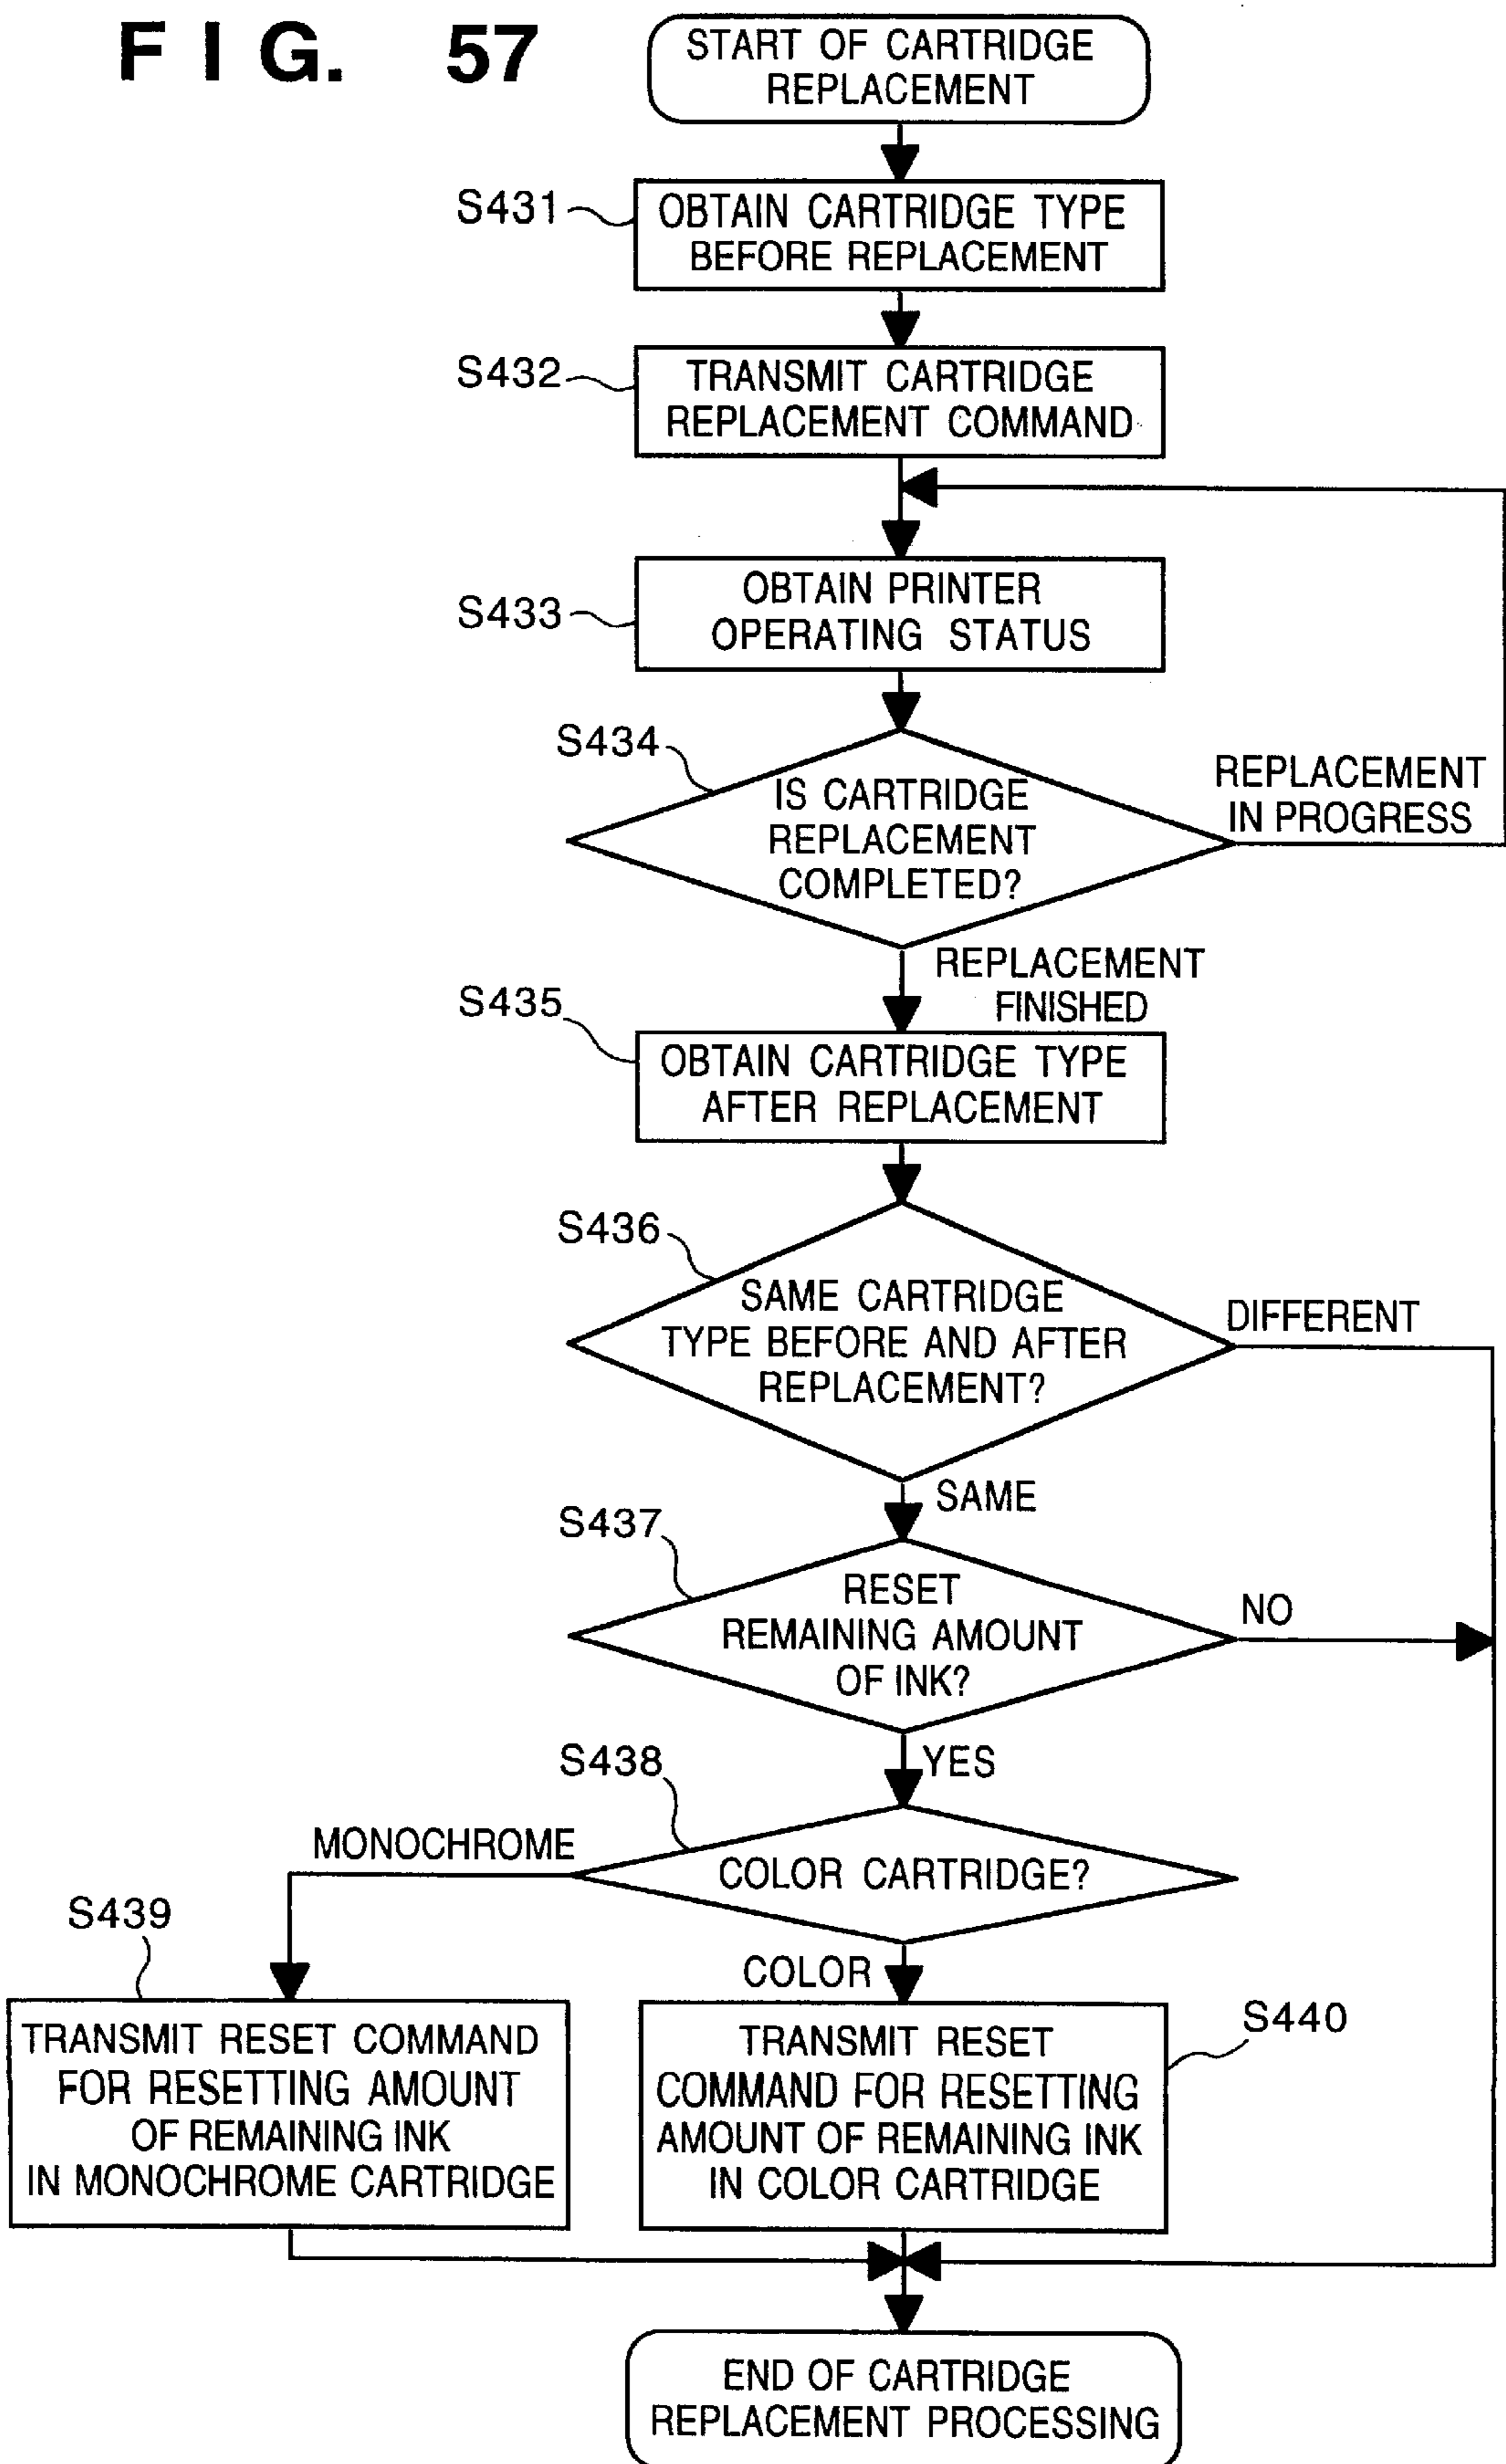 FIG. 57
START OF CARTRIDGE
REPLACEMENT
S431
OBTAIN CARTRIDGE TYPE
BEFORE REPLACEMENT
S432
TRANSMIT CARTRIDGE
REPLACEMENT COMMAND
S433
OBTAIN PRINTER
OPERATING STATUS
S434
IS CARTRIDGE
REPLACEMENT
COMPLETED?
REPLACEMENT
IN PROGRESS
REPLACEMENT
FINISHED
S435
OBTAIN CARTRIDGE TYPE
AFTER REPLACEMENT
S436
SAME CARTRIDGE
TYPE BEFORE AND AFTER
REPLACEMENT?
DIFFERENT
SAME
S437
RESET
REMAINING AMOUNT
OF INK?
NO
YES
S438
COLOR CARTRIDGE?
MONOCHROME
COLOR
S439
TRANSMIT RESET COMMAND
FOR RESETTING AMOUNT
OF REMAINING INK
IN MONOCHROME CARTRIDGE
S440
TRANSMIT RESET
COMMAND FOR RESETTING
AMOUNT OF REMAINING INK
IN COLOR CARTRIDGE
END OF CARTRIDGE
REPLACEMENT PROCESSING